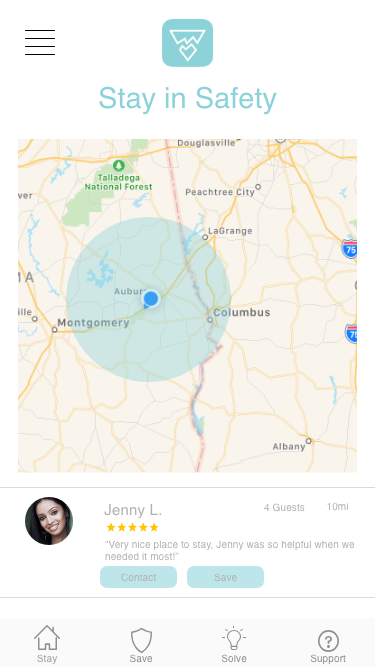 Stay in Safety
Douglasville
Talladega
National Forest
Peachtree City
LaGrange
75
Auburn
Columbus
Montgomery
75
Albany
Jenny L.
4 Guests
10mi
“Very nice place to stay, Jenny was so helpful when we
needed it most!”
Contact
Save
Stay
Save
Solve
Support